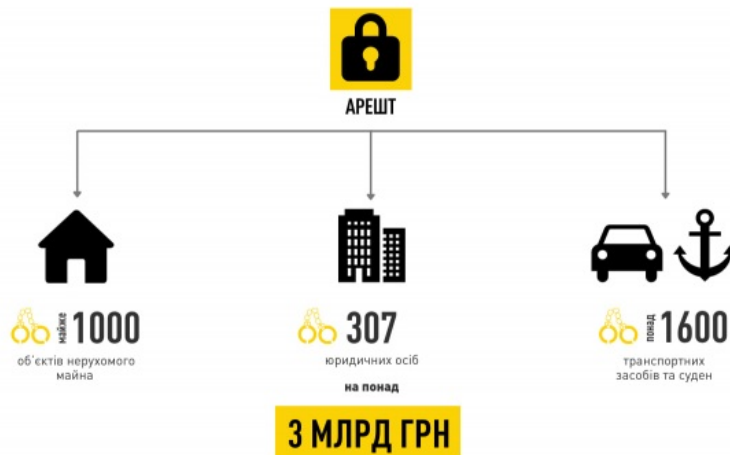 АРЕШТ
майже 1000
об'єктів нерухомого
майна
307
юридичних осіб
на понад
3 МЛРД ГРН
понад 1600
транспортних
засобів та суден